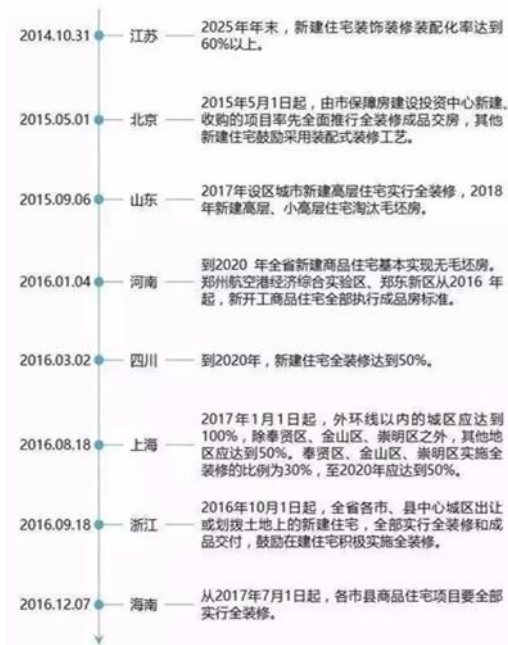 2014.10.31 江苏 2025年年末，新建住宅装饰装修装配化率达到
60%以上。
2015.05.01 北京 2015年5月1日起，由市保障房建设投资中心新建、
收购的项目率先全面推行全装修成品交房，其他
新建住宅鼓励采用装配式装修工艺。
2015.09.06 山东 2017年设区城市新建高层住宅实行全装修，2018
年新建高层、小高层住宅淘汰毛坯房。
2016.01.04 河南 到2020 年全省新建商品住宅基本实现无毛坯房。
郑州航空港经济综合实验区、郑东新区从2016 年
起，新开工商品住宅全部执行成品房标准。
2016.03.02 四川 到2020年，新建住宅全装修达到50%。
2016.08.18 上海 2017年1月1日起，外环线以内的城区应达到
100%，除奉贤区、金山区、崇明区之外，其他地
区应达到50%。奉贤区、金山区、崇明区实施全
装修的比例为30%，至2020年应达到50%。
2016.09.18 浙江 2016年10月1日起，全省各市、县中心城区出让
或划拨土地上的新建住宅，全部实行全装修和成
品交付，鼓励在建住宅积极实施全装修。
2016.12.07 海南 从2017年7月1日起，各市县商品住宅项目要全部
实行全装修。